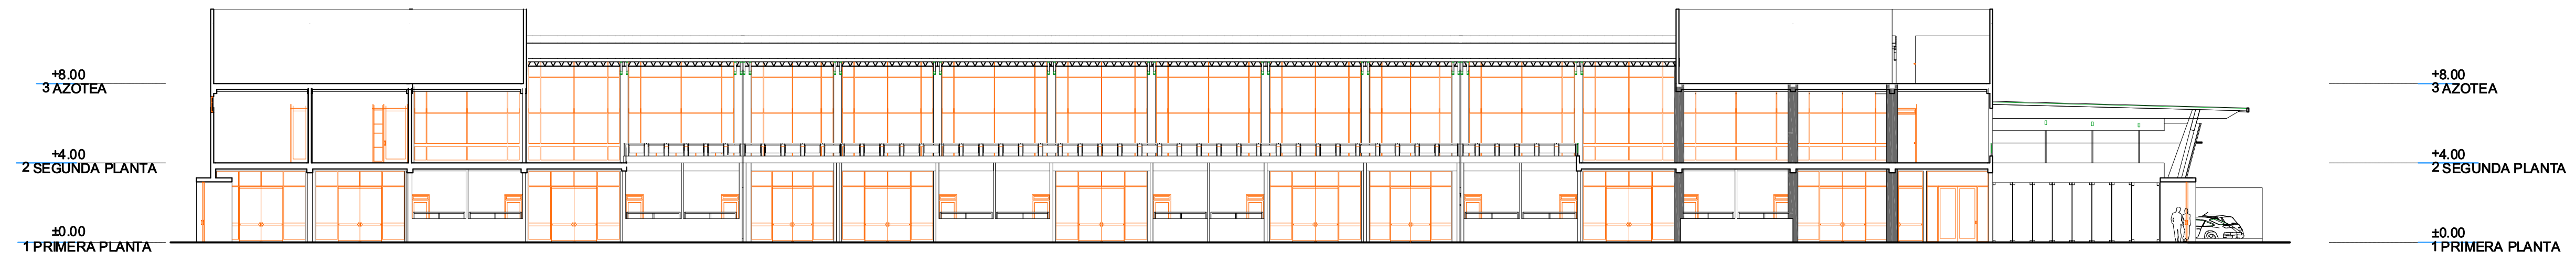 +8.00
3 AZOTEA
+4.00
2 SEGUNDA PLANTA
±0.00
1 PRIMERA PLANTA
+8.00
3 AZOTEA
+4.00
2 SEGUNDA PLANTA
±0.00
1 PRIMERA PLANTA